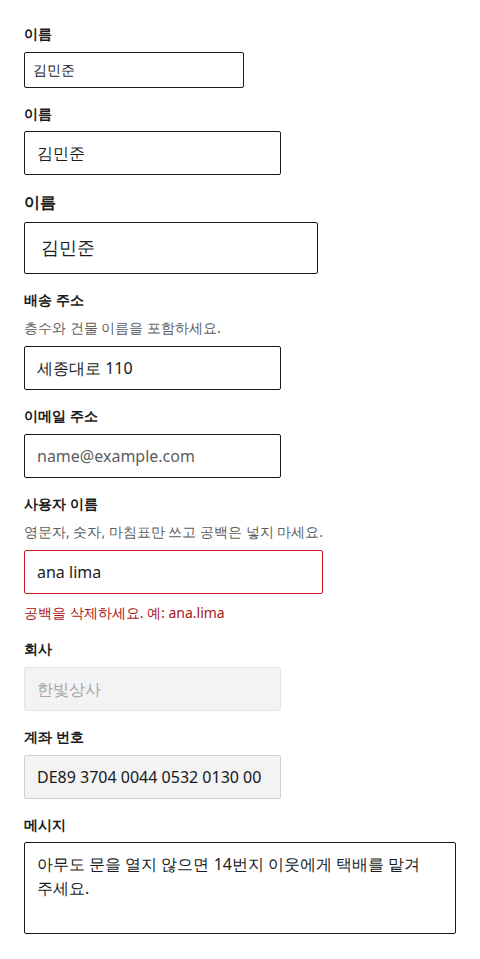 이름
김민준
이름
김민준
이름
김민준
배송 주소
층수와 건물 이름을 포함하세요.
세종대로 110
이메일 주소
name@example.com
사용자 이름
영문자, 숫자, 마침표만 쓰고 공백은 넣지 마세요.
ana lima
공백을 삭제하세요. 예: ana.lima
회사
한빛상사
계좌 번호
DE89 3704 0044 0532 0130 00
메시지
아무도 문을 열지 않으면 14번지 이웃에게 택배를 맡겨
주세요.